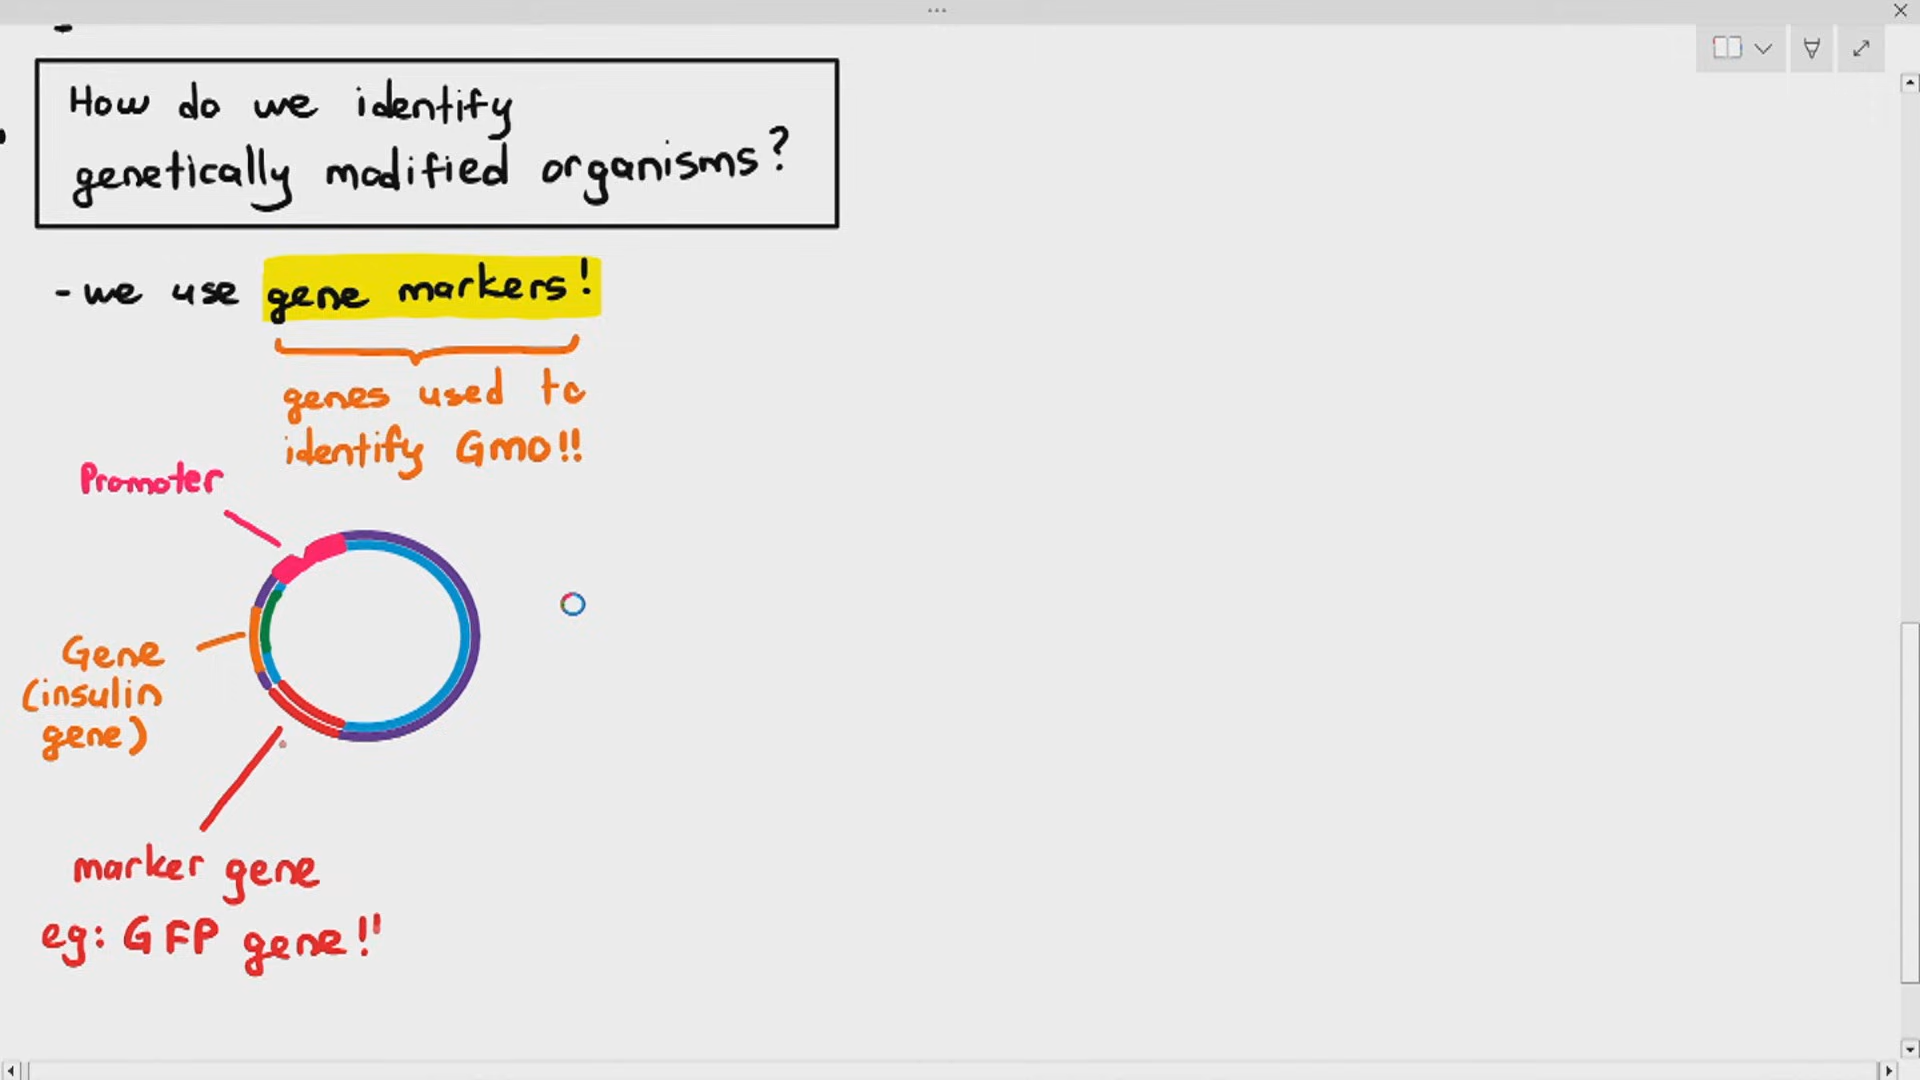 How do we identify
genetically modified organisms?
- we use gene markers!
genes used to
identify Gmo!!
Promoter
Gene
(insulin
gene)
marker gene
eg: GFP gene!!